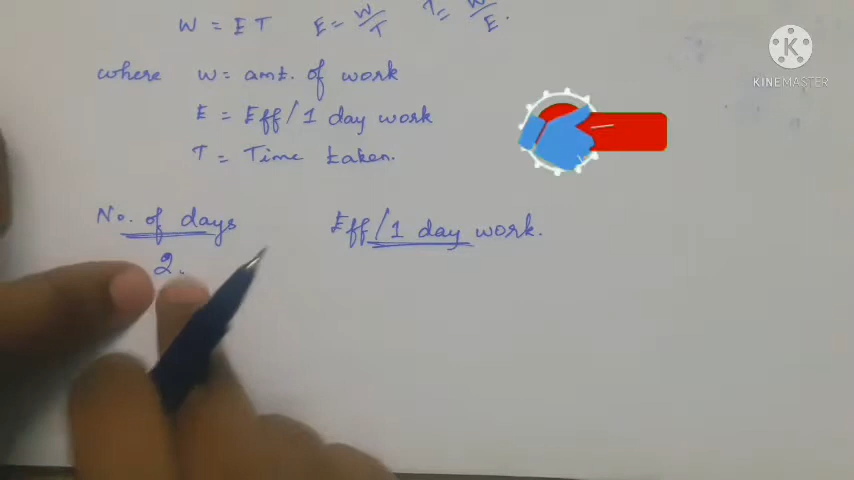 W = E T E = W/T T = W/E.
where W = amt. of work
E = Eff/1 day work
T = Time taken.
No. of days Eff/1 day work.
2.
K
KINEMASTER